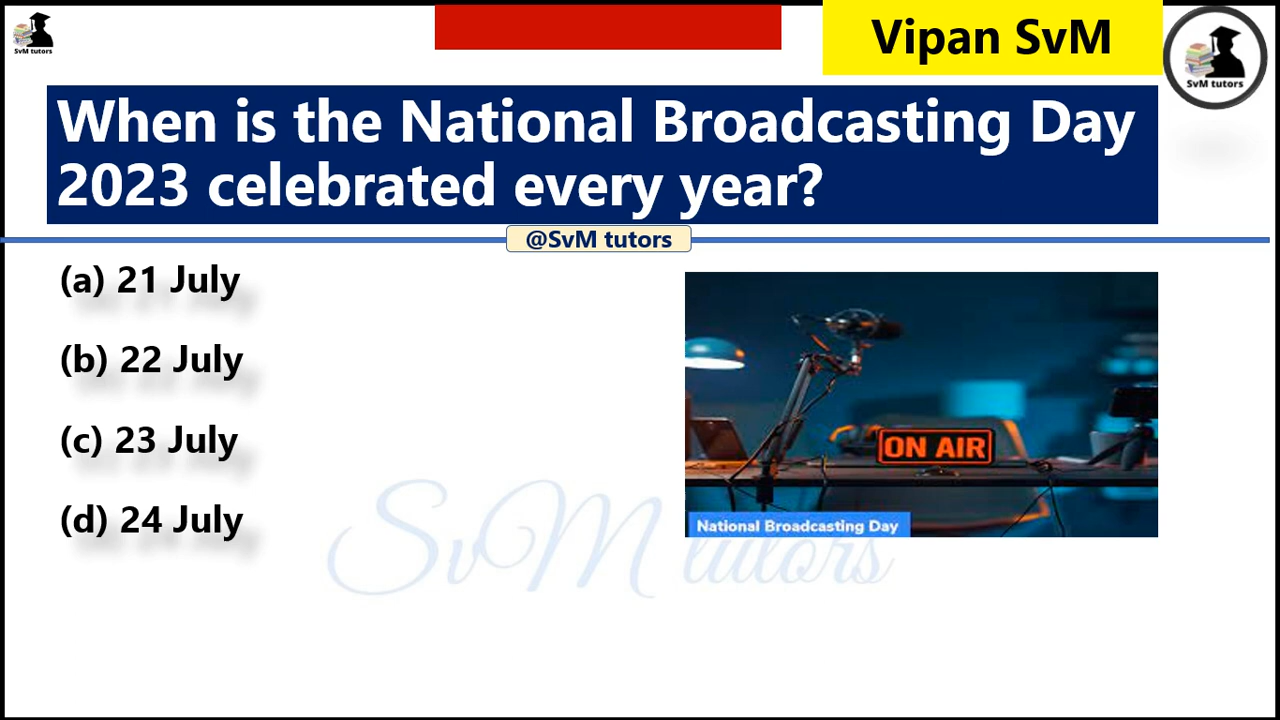 SvM tutors
Vipan SvM
SvM tutors
When is the National Broadcasting Day
2023 celebrated every year?
@SvM tutors
(a) 21 July
(b) 22 July
(c) 23 July
(d) 24 July
ON AIR
National Broadcasting Day
SvM tutors